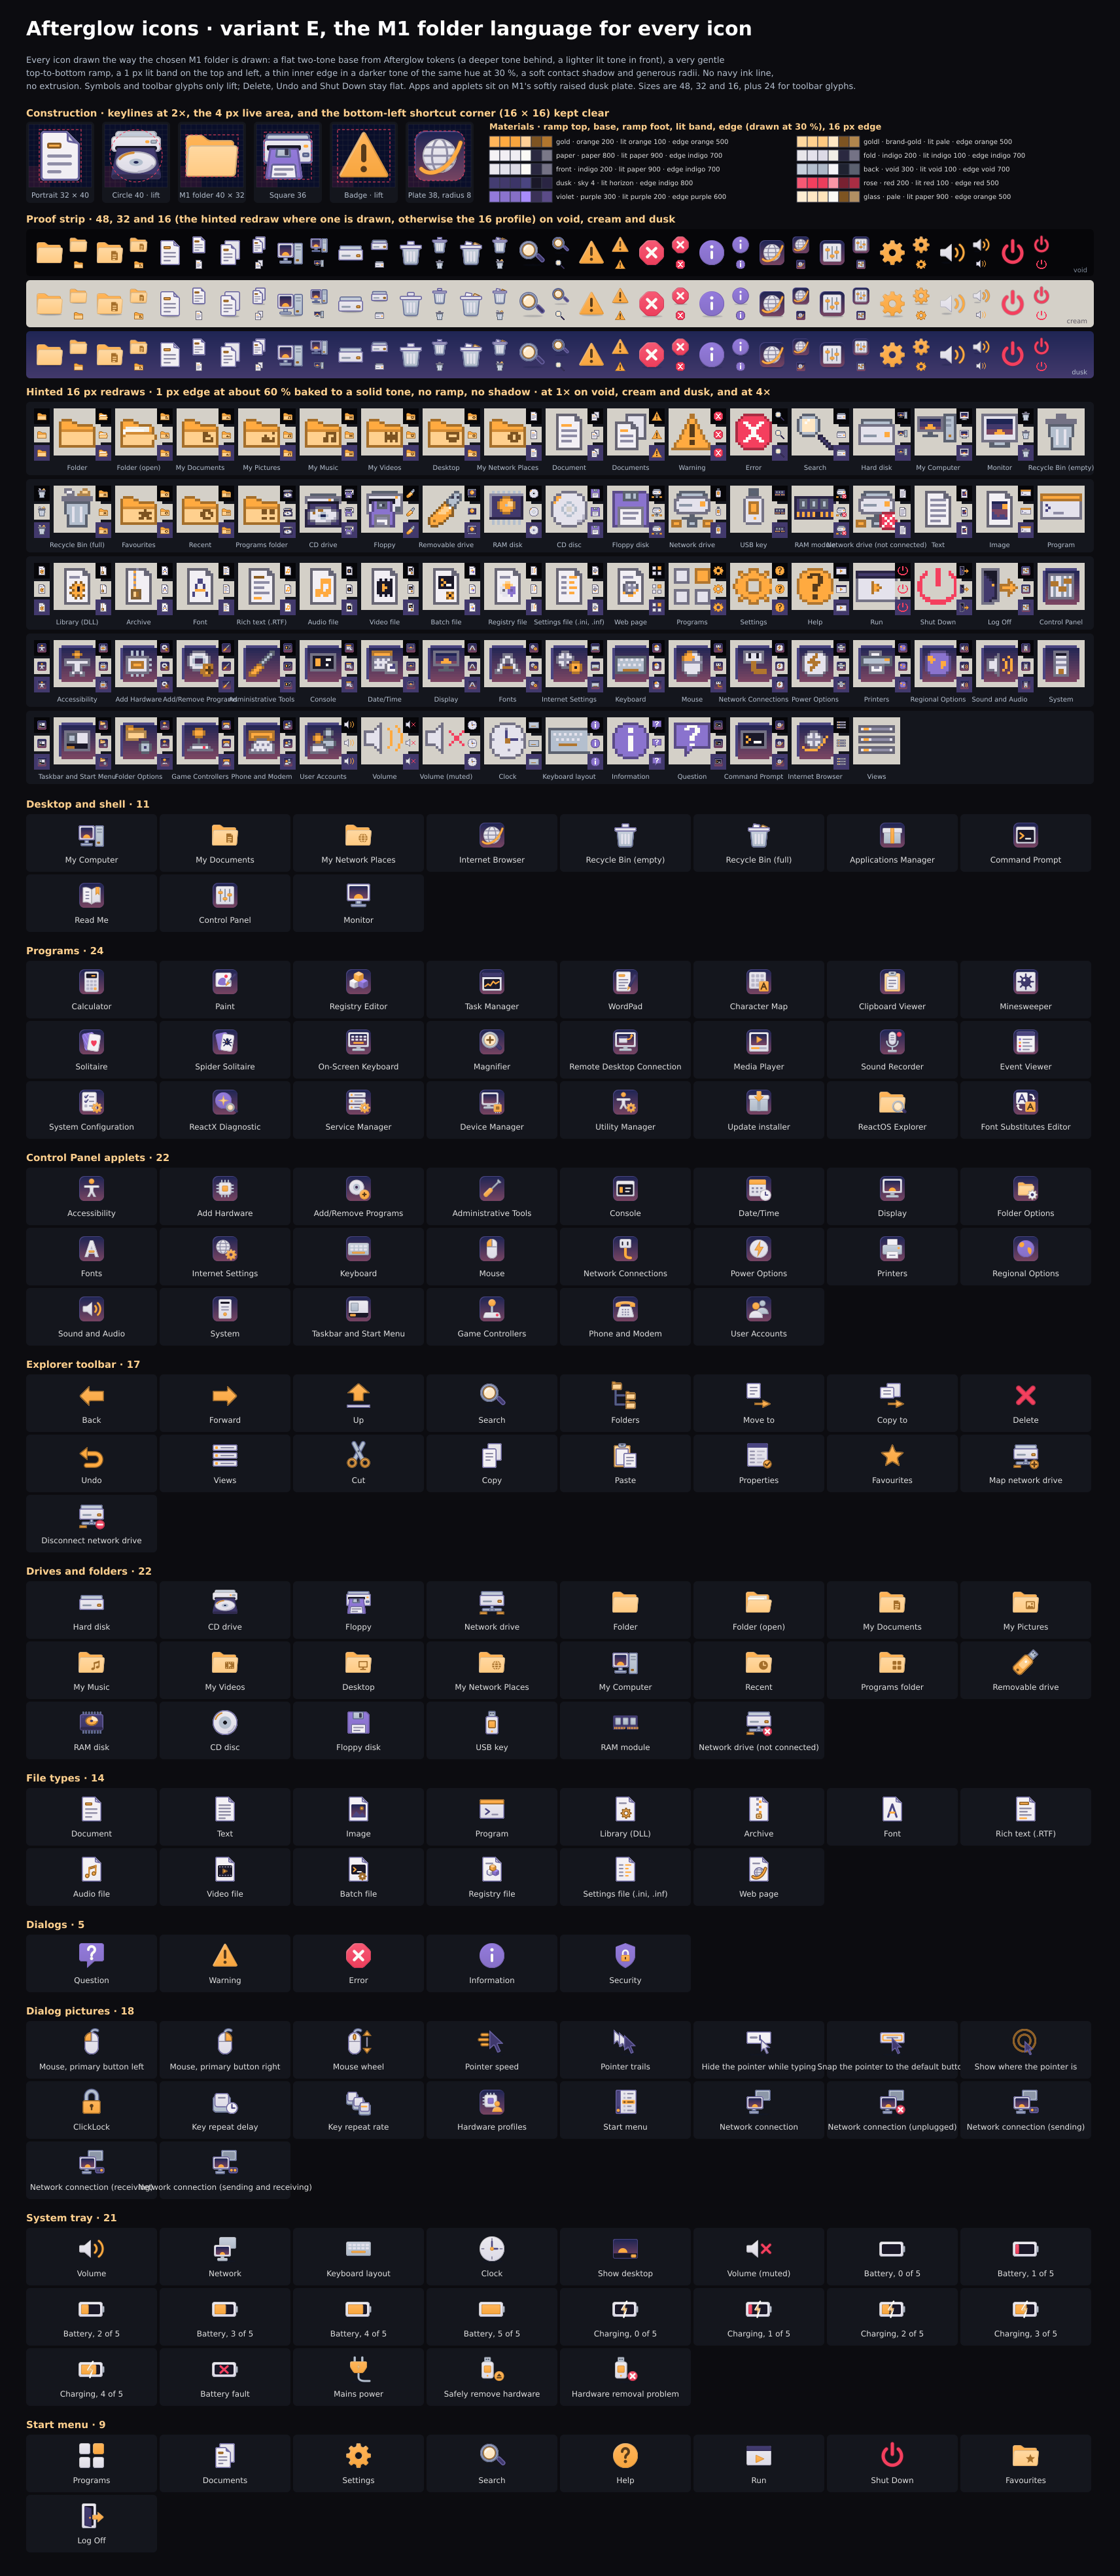 Afterglow icons · variant E, the M1 folder language for every icon
Every icon drawn the way the chosen M1 folder is drawn: a flat two-tone base from Afterglow tokens (a deeper tone behind, a lighter lit tone in front), a very gentle
top-to-bottom ramp, a 1 px lit band on the top and left, a thin inner edge in a darker tone of the same hue at 30 %, a soft contact shadow and generous radii. No navy ink line,
no extrusion. Symbols and toolbar glyphs only lift; Delete, Undo and Shut Down stay flat. Apps and applets sit on M1's softly raised dusk plate. Sizes are 48, 32 and 16, plus 24 for toolbar glyphs.
Construction · keylines at 2×, the 4 px live area, and the bottom-left shortcut corner (16 × 16) kept clear
Materials · ramp top, base, ramp foot, lit band, edge (drawn at 30 %), 16 px edge
gold · orange 200 · lit orange 100 · edge orange 500
goldl · brand-gold · lit pale · edge orange 500
paper · paper 800 · lit paper 900 · edge indigo 700
fold · indigo 200 · lit indigo 100 · edge indigo 700
front · indigo 200 · lit paper 900 · edge indigo 700
back · void 300 · lit void 100 · edge void 700
dusk · sky 4 · lit horizon · edge indigo 800
rose · red 200 · lit red 100 · edge red 500
violet · purple 300 · lit purple 200 · edge purple 600
glass · pale · lit paper 900 · edge orange 500
Portrait 32 × 40
Circle 40 · lift
M1 folder 40 × 32
Square 36
Badge · lift
Plate 38, radius 8
Proof strip · 48, 32 and 16 (the hinted redraw where one is drawn, otherwise the 16 profile) on void, cream and dusk
void
cream
dusk
Hinted 16 px redraws · 1 px edge at about 60 % baked to a solid tone, no ramp, no shadow · at 1× on void, cream and dusk, and at 4×
Folder
Folder (open)
My Documents
My Pictures
My Music
My Videos
Desktop
My Network Places
Document
Documents
Warning
Error
Search
Hard disk
My Computer
Monitor
Recycle Bin (empty)
Recycle Bin (full)
Favourites
Recent
Programs folder
CD drive
Floppy
Removable drive
RAM disk
CD disc
Floppy disk
Network drive
USB key
RAM module
Network drive (not connected)
Text
Image
Program
Library (DLL)
Archive
Font
Rich text (.RTF)
Audio file
Video file
Batch file
Registry file
Settings file (.ini, .inf)
Web page
Programs
Settings
Help
Run
Shut Down
Log Off
Control Panel
Accessibility
Add Hardware
Add/Remove Programs
Administrative Tools
Console
Date/Time
Display
Fonts
Internet Settings
Keyboard
Mouse
Network Connections
Power Options
Printers
Regional Options
Sound and Audio
System
Taskbar and Start Menu
Folder Options
Game Controllers
Phone and Modem
User Accounts
Volume
Volume (muted)
Clock
Keyboard layout
Information
Question
Command Prompt
Internet Browser
Views
Desktop and shell · 11
My Computer
My Documents
My Network Places
Internet Browser
Recycle Bin (empty)
Recycle Bin (full)
Applications Manager
Command Prompt
Read Me
Control Panel
Monitor
Programs · 24
Calculator
Paint
Registry Editor
Task Manager
WordPad
Character Map
Clipboard Viewer
Minesweeper
Solitaire
Spider Solitaire
On-Screen Keyboard
Magnifier
Remote Desktop Connection
Media Player
Sound Recorder
Event Viewer
System Configuration
ReactX Diagnostic
Service Manager
Device Manager
Utility Manager
Update installer
ReactOS Explorer
Font Substitutes Editor
Control Panel applets · 22
Accessibility
Add Hardware
Add/Remove Programs
Administrative Tools
Console
Date/Time
Display
Folder Options
Fonts
Internet Settings
Keyboard
Mouse
Network Connections
Power Options
Printers
Regional Options
Sound and Audio
System
Taskbar and Start Menu
Game Controllers
Phone and Modem
User Accounts
Explorer toolbar · 17
Back
Forward
Up
Search
Folders
Move to
Copy to
Delete
Undo
Views
Cut
Copy
Paste
Properties
Favourites
Map network drive
Disconnect network drive
Drives and folders · 22
Hard disk
CD drive
Floppy
Network drive
Folder
Folder (open)
My Documents
My Pictures
My Music
My Videos
Desktop
My Network Places
My Computer
Recent
Programs folder
Removable drive
RAM disk
CD disc
Floppy disk
USB key
RAM module
Network drive (not connected)
File types · 14
Document
Text
Image
Program
Library (DLL)
Archive
Font
Rich text (.RTF)
Audio file
Video file
Batch file
Registry file
Settings file (.ini, .inf)
Web page
Dialogs · 5
Question
Warning
Error
Information
Security
Dialog pictures · 18
Mouse, primary button left
Mouse, primary button right
Mouse wheel
Pointer speed
Pointer trails
Hide the pointer while typing
Snap the pointer to the default butto
Show where the pointer is
ClickLock
Key repeat delay
Key repeat rate
Hardware profiles
Start menu
Network connection
Network connection (unplugged)
Network connection (sending)
Network connection (receiving)
Network connection (sending and receiving)
System tray · 21
Volume
Network
Keyboard layout
Clock
Show desktop
Volume (muted)
Battery, 0 of 5
Battery, 1 of 5
Battery, 2 of 5
Battery, 3 of 5
Battery, 4 of 5
Battery, 5 of 5
Charging, 0 of 5
Charging, 1 of 5
Charging, 2 of 5
Charging, 3 of 5
Charging, 4 of 5
Battery fault
Mains power
Safely remove hardware
Hardware removal problem
Start menu · 9
Programs
Documents
Settings
Search
Help
Run
Shut Down
Favourites
Log Off